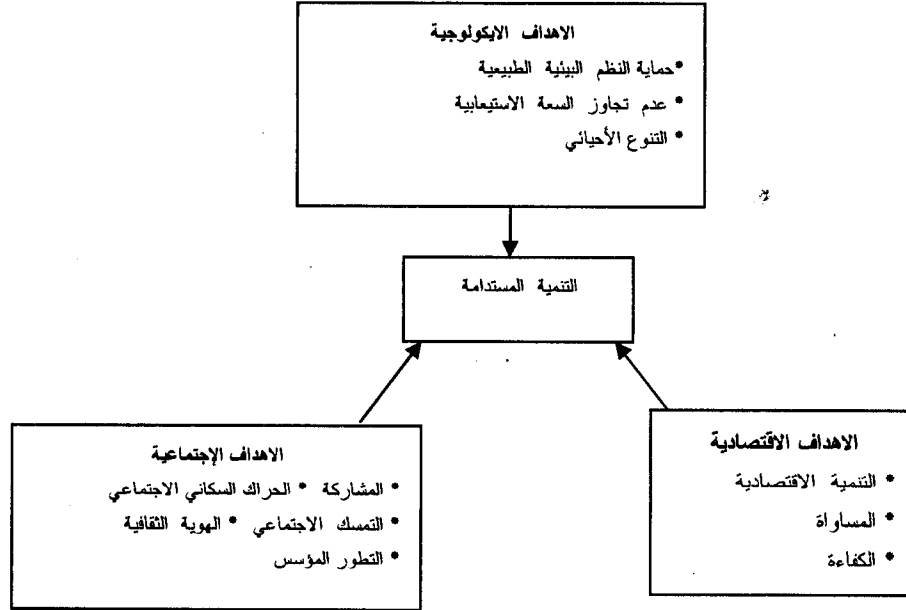 الاهداف الايكولوجية
*حماية النظم البيئية الطبيعية
* عدم تجاوز السعة الاستيعابية
* التنوع الأحيائي
التنمية المستدامة
الاهداف الإجتماعية
* المشاركة * الحراك السكاني الاجتماعي
* التمسك الاجتماعي * الهوية الثقافية
* التطور المؤسس
الاهداف الاقتصادية
* التنمية الاقتصادية
* المساواة
* الكفاءة